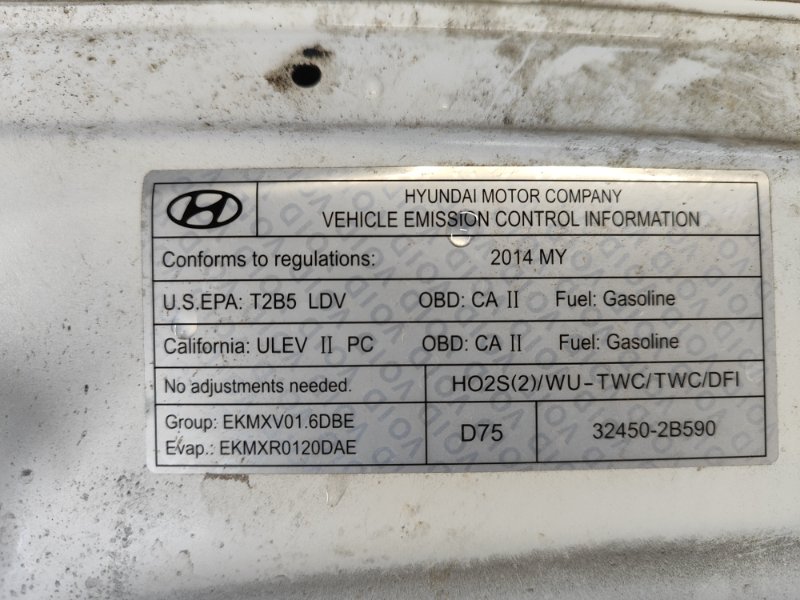 HYUNDAI MOTOR COMPANY
VEHICLE EMISSION CONTROL INFORMATION
Conforms to regulations: 2014 MY
U.S.EPA: T2B5 LDV OBD: CA II Fuel: Gasoline
California: ULEV II PC OBD: CA II Fuel: Gasoline
No adjustments needed. HO2S(2)/WU-TWC/TWC/DFI
Group: EKMXV01.6DBE
Evap.: EKMXR0120DAE
D75 32450-2B590